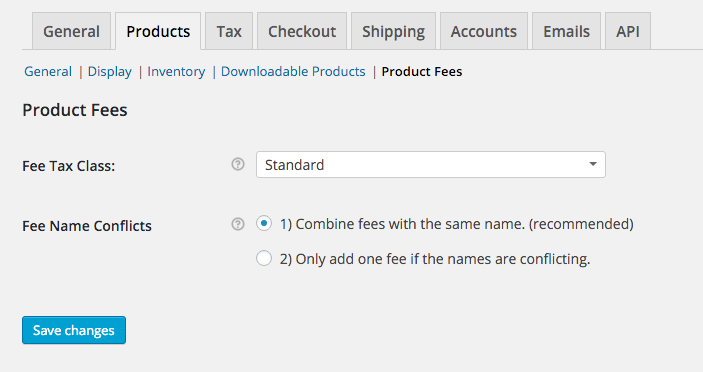 General Products Tax Checkout Shipping Accounts Emails API
General | Display | Inventory | Downloadable Products | Product Fees
Product Fees
Fee Tax Class: ? Standard
Fee Name Conflicts ? 1) Combine fees with the same name. (recommended)
2) Only add one fee if the names are conflicting.
Save changes